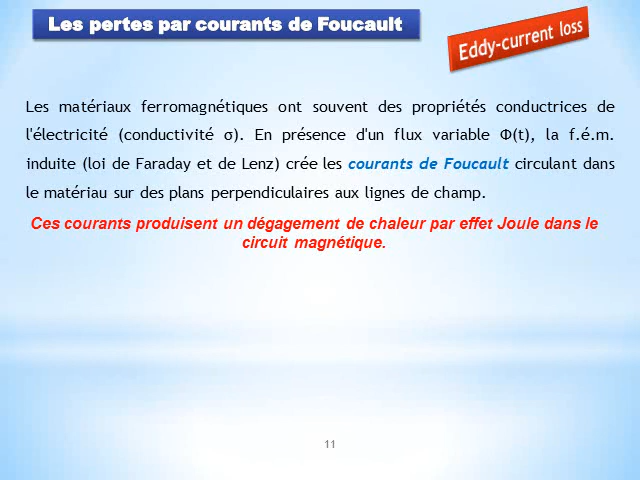 Les pertes par courants de Foucault
Eddy-current loss
Les matériaux ferromagnétiques ont souvent des propriétés conductrices de
l'électricité (conductivité σ). En présence d'un flux variable Φ(t), la f.é.m.
induite (loi de Faraday et de Lenz) crée les courants de Foucault circulant dans
le matériau sur des plans perpendiculaires aux lignes de champ.
Ces courants produisent un dégagement de chaleur par effet Joule dans le
circuit magnétique.
11